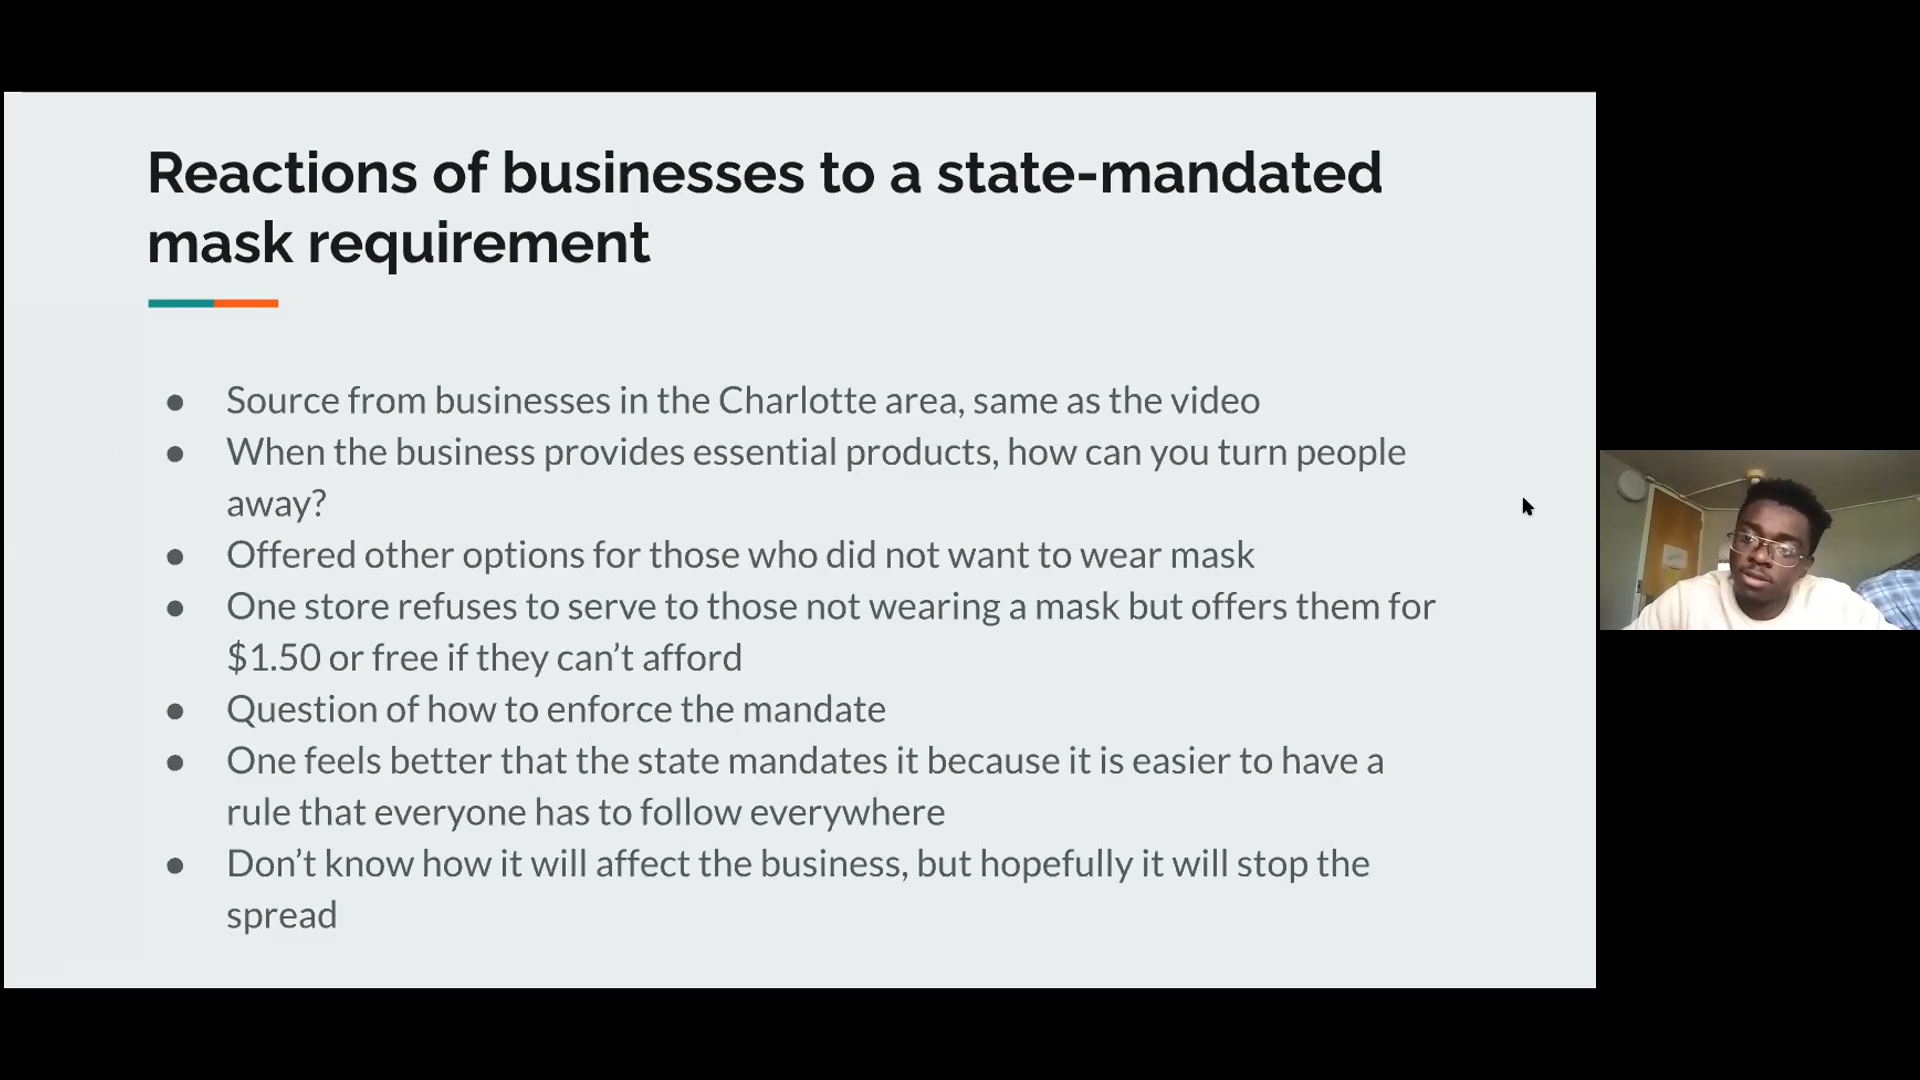 Reactions of businesses to a state-mandated
mask requirement
● Source from businesses in the Charlotte area, same as the video
● When the business provides essential products, how can you turn people
away?
● Offered other options for those who did not want to wear mask
● One store refuses to serve to those not wearing a mask but offers them for
$1.50 or free if they can’t afford
● Question of how to enforce the mandate
● One feels better that the state mandates it because it is easier to have a
rule that everyone has to follow everywhere
● Don’t know how it will affect the business, but hopefully it will stop the
spread